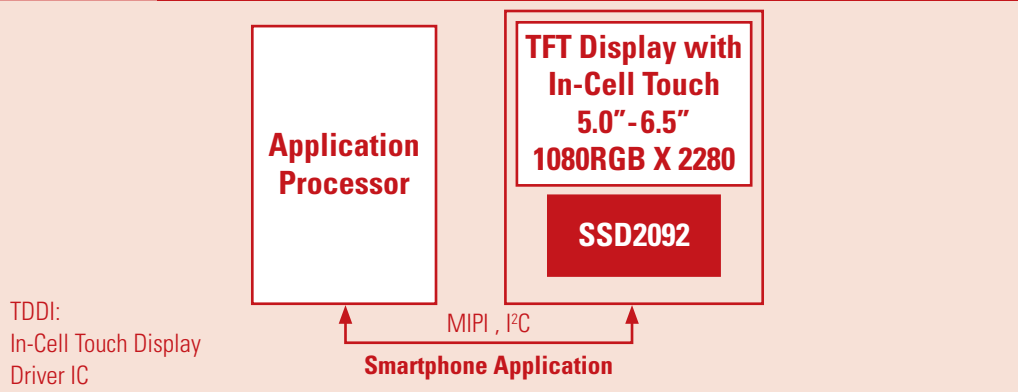 TFT Display with
In-Cell Touch
5.0"-6.5"
1080RGB X 2280
Application
Processor
SSD2092
MIPI , I²C
Smartphone Application
TDDI:
In-Cell Touch Display
Driver IC